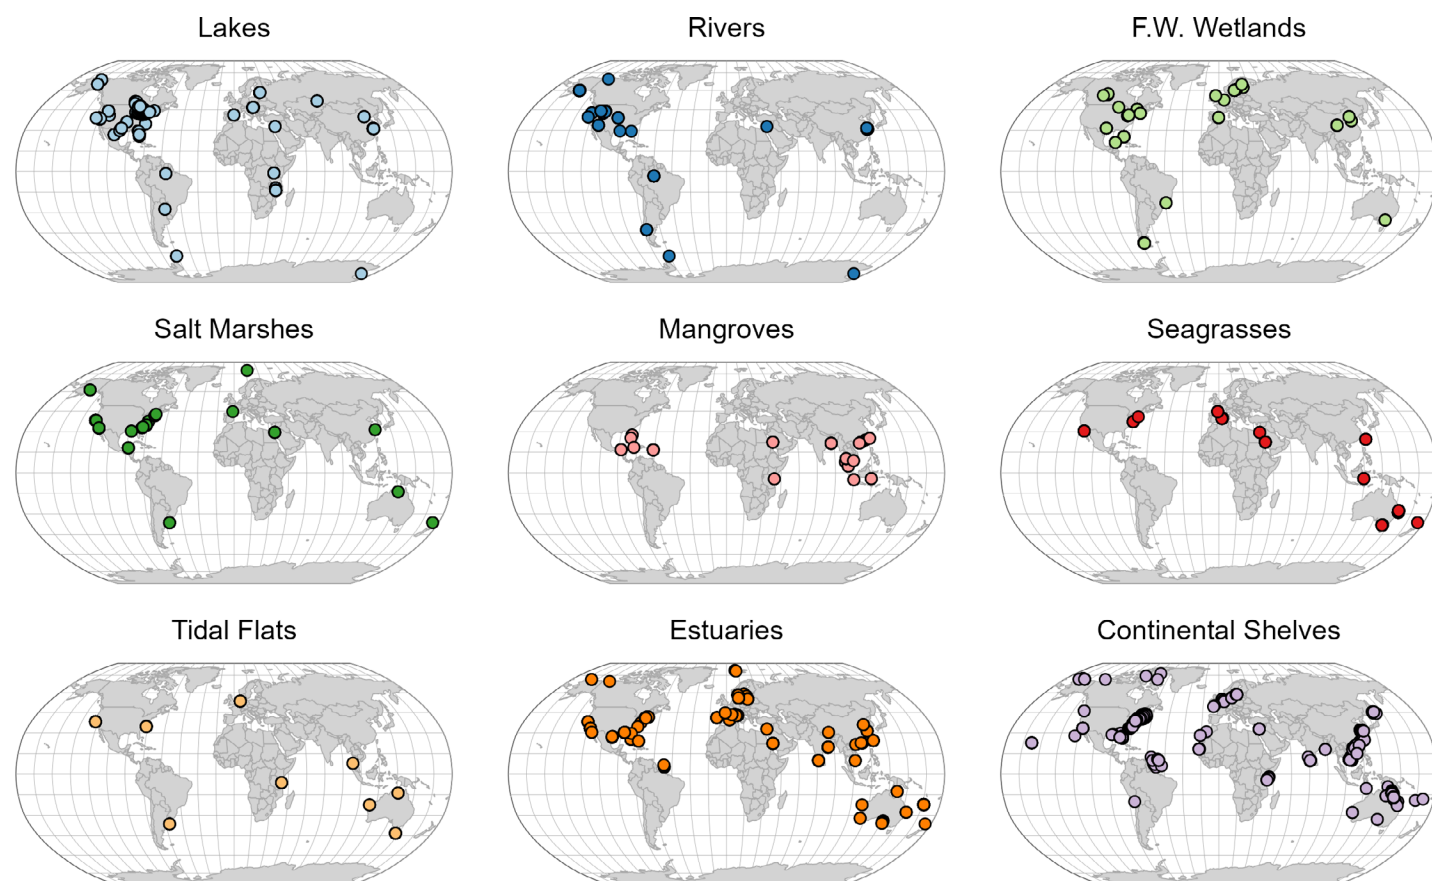 Lakes
Rivers
F.W. Wetlands
Salt Marshes
Mangroves
Seagrasses
Tidal Flats
Estuaries
Continental Shelves